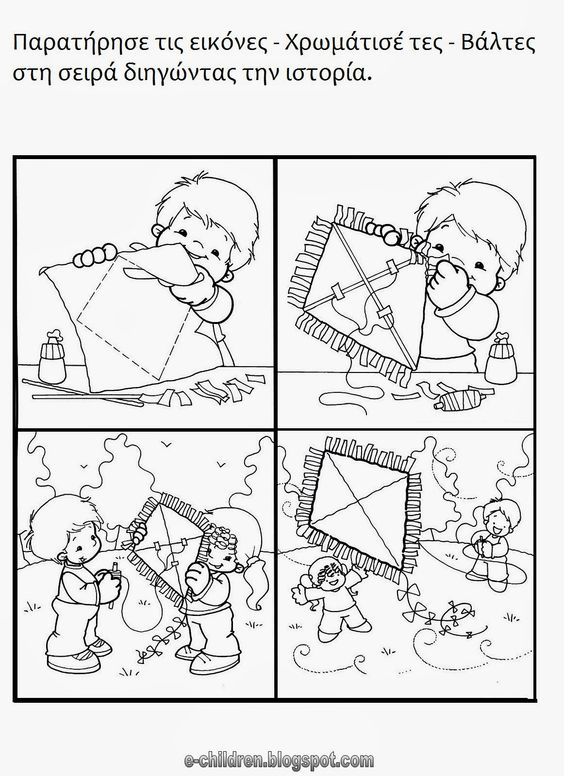 Παρατήρησε τις εικόνες - Χρωμάτισέ τες - Βάλτες
στη σειρά διηγώντας την ιστορία.
e-children.blogspot.com